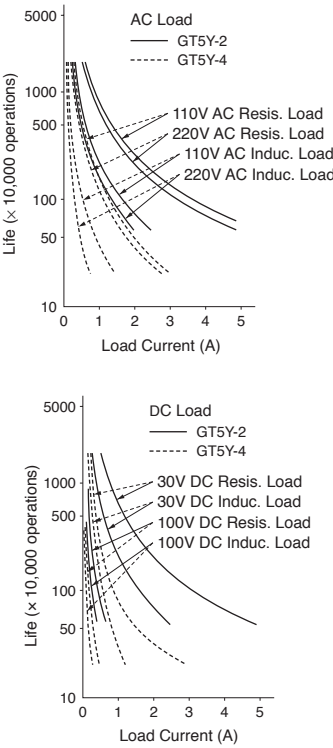 AC Load
GT5Y-2
GT5Y-4
5000
1000
500
100
50
10
Life (× 10,000 operations)
110V AC Resis. Load
220V AC Resis. Load
110V AC Induc. Load
220V AC Induc. Load
0 1 2 3 4 5
Load Current (A)
DC Load
GT5Y-2
GT5Y-4
5000
1000
500
100
50
10
Life (× 10,000 operations)
30V DC Resis. Load
30V DC Induc. Load
100V DC Resis. Load
100V DC Induc. Load
0 1 2 3 4 5
Load Current (A)